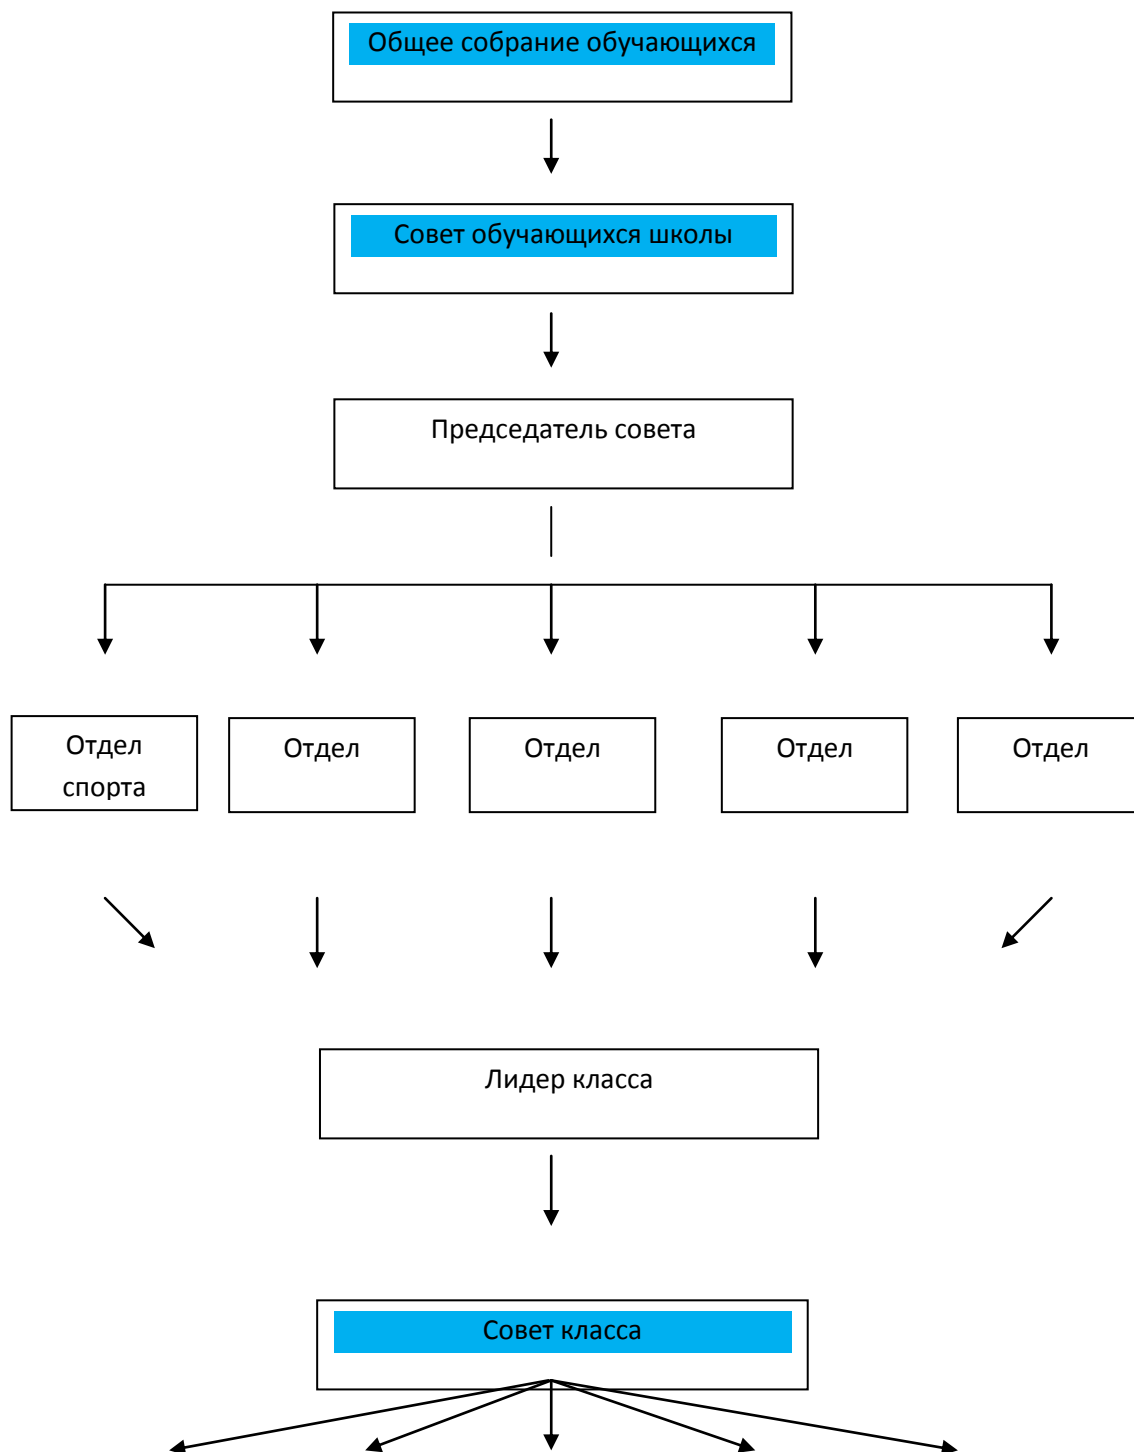 Общее собрание обучающихся
Совет обучающихся школы
Председатель совета
Отдел
спорта
Отдел
Отдел
Отдел
Отдел
Лидер класса
Совет класса